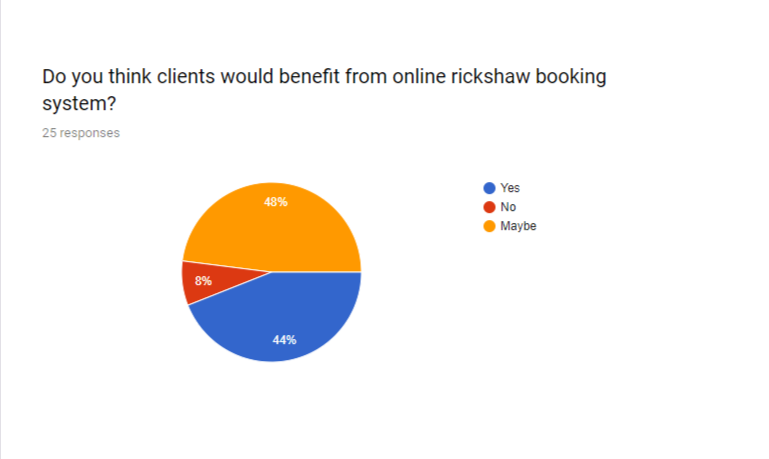 Do you think clients would benefit from online rickshaw booking
system?
25 responses
48%
8%
44%
Yes
No
Maybe